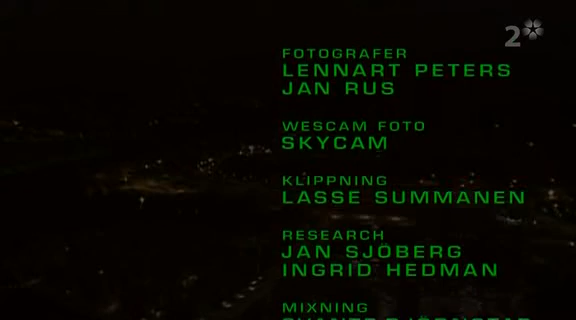 2
FOTOGRAFER
LENNART PETERS
JAN RUS
WESCAM FOTO
SKYCAM
KLIPPNING
LASSE SUMMANEN
RESEARCH
JAN SJÖBERG
INGRID HEDMAN
MIXNING